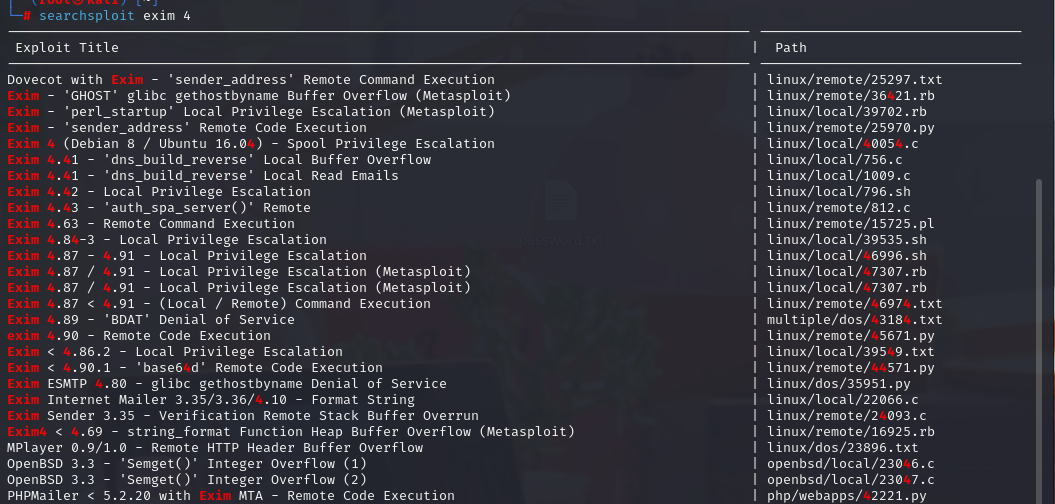 (root㉿kali) [~]
# searchsploit exim 4
Exploit Title | Path
Dovecot with Exim - 'sender_address' Remote Command Execution | linux/remote/25297.txt
Exim - 'GHOST' glibc gethostbyname Buffer Overflow (Metasploit) | linux/remote/36421.rb
Exim - 'perl_startup' Local Privilege Escalation (Metasploit) | linux/local/39702.rb
Exim - 'sender_address' Remote Code Execution | linux/remote/25970.py
Exim 4 (Debian 8 / Ubuntu 16.04) - Spool Privilege Escalation | linux/local/40054.c
Exim 4.41 - 'dns_build_reverse' Local Buffer Overflow | linux/local/756.c
Exim 4.41 - 'dns_build_reverse' Local Read Emails | linux/local/1009.c
Exim 4.42 - Local Privilege Escalation | linux/local/796.sh
Exim 4.43 - 'auth_spa_server()' Remote | linux/remote/812.c
Exim 4.63 - Remote Command Execution | linux/remote/15725.pl
Exim 4.84-3 - Local Privilege Escalation | linux/local/39535.sh
Exim 4.87 - 4.91 - Local Privilege Escalation | linux/local/46996.sh
Exim 4.87 / 4.91 - Local Privilege Escalation (Metasploit) | linux/local/47307.rb
Exim 4.87 / 4.91 - Local Privilege Escalation (Metasploit) | linux/local/47307.rb
Exim 4.87 < 4.91 - (Local / Remote) Command Execution | linux/remote/46974.txt
Exim 4.89 - 'BDAT' Denial of Service | multiple/dos/43184.txt
exim 4.90 - Remote Code Execution | linux/remote/45671.py
Exim < 4.86.2 - Local Privilege Escalation | linux/local/39549.txt
Exim < 4.90.1 - 'base64d' Remote Code Execution | linux/remote/44571.py
Exim ESMTP 4.80 - glibc gethostbyname Denial of Service | linux/dos/35951.py
Exim Internet Mailer 3.35/3.36/4.10 - Format String | linux/local/22066.c
Exim Sender 3.35 - Verification Remote Stack Buffer Overrun | linux/remote/24093.c
Exim4 < 4.69 - string_format Function Heap Buffer Overflow (Metasploit) | linux/remote/16925.rb
MPlayer 0.9/1.0 - Remote HTTP Header Buffer Overflow | linux/dos/23896.txt
OpenBSD 3.3 - 'Semget()' Integer Overflow (1) | openbsd/local/23046.c
OpenBSD 3.3 - 'Semget()' Integer Overflow (2) | openbsd/local/23047.c
PHPMailer < 5.2.20 with Exim MTA - Remote Code Execution | php/webapps/42221.py